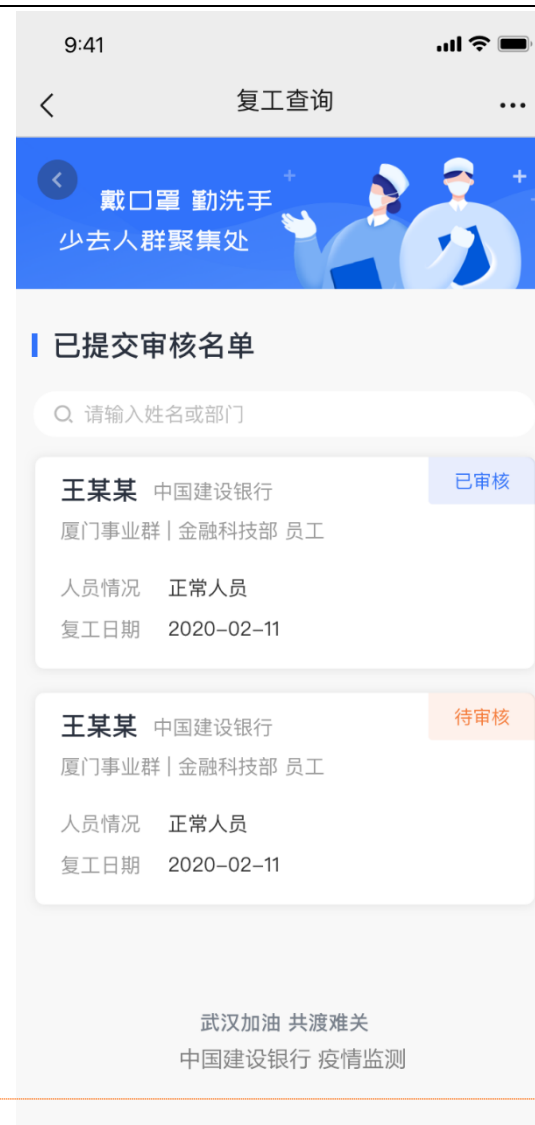 9:41
复工查询
戴口罩 勤洗手
少去人群聚集处
已提交审核名单
请输入姓名或部门
王某某 中国建设银行 已审核
厦门事业群 | 金融科技部 员工
人员情况 正常人员
复工日期 2020-02-11
王某某 中国建设银行 待审核
厦门事业群 | 金融科技部 员工
人员情况 正常人员
复工日期 2020-02-11
武汉加油 共渡难关
中国建设银行 疫情监测